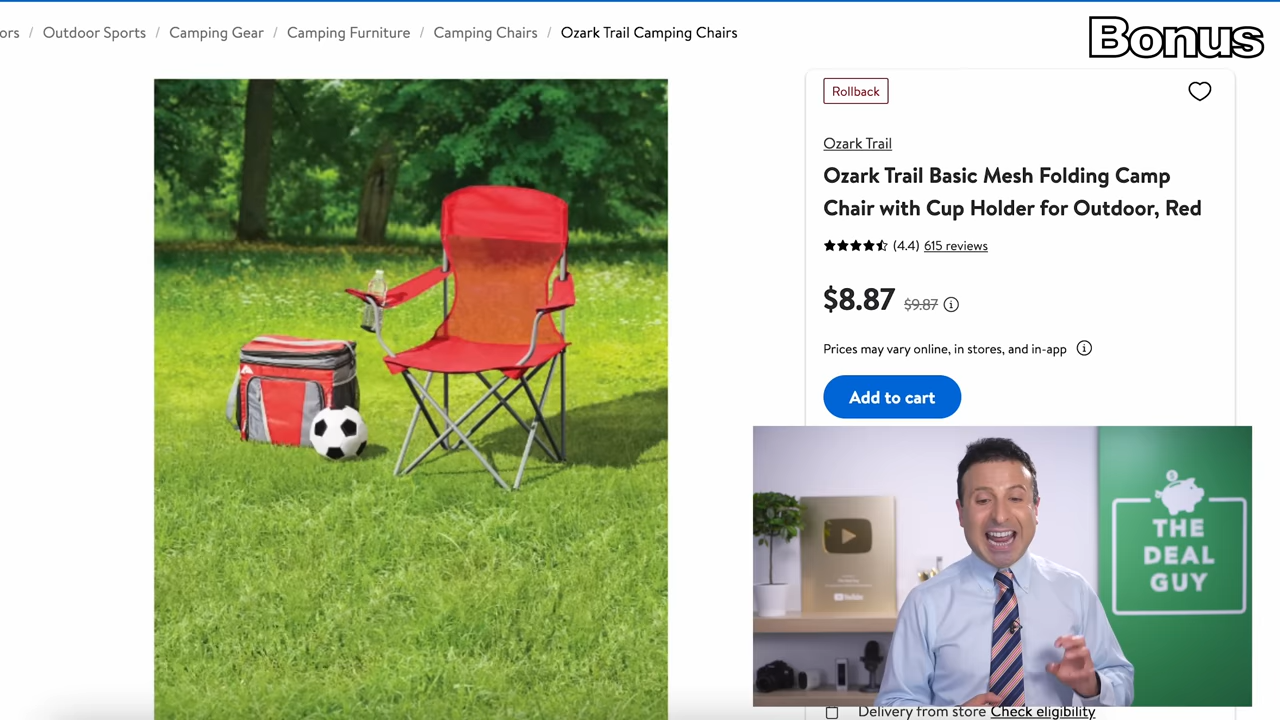 ors / Outdoor Sports / Camping Gear / Camping Furniture / Camping Chairs / Ozark Trail Camping Chairs
Bonus
Rollback
Ozark Trail
Ozark Trail Basic Mesh Folding Camp
Chair with Cup Holder for Outdoor, Red
(4.4) 615 reviews
$8.87 $9.87
Prices may vary online, in stores, and in-app
Add to cart
THE
DEAL
GUY
YouTube
Delivery from store Check eligibility